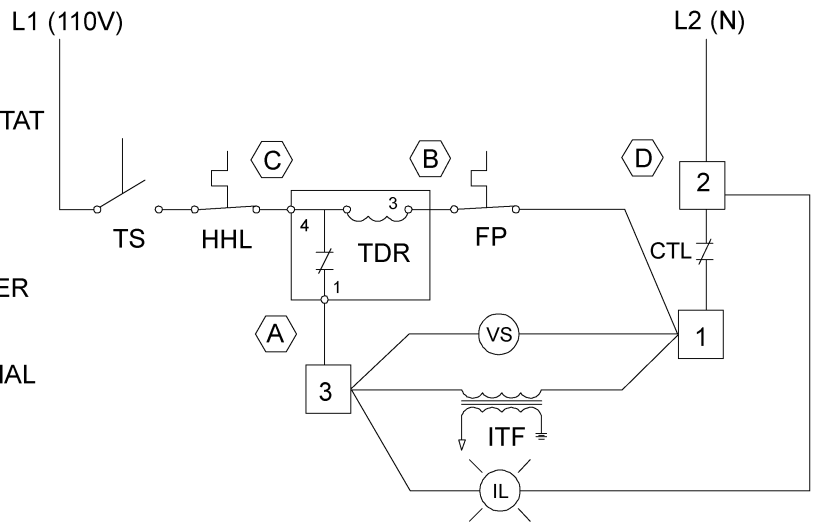 L1 (110V)
L2 (N)
TAT
C
B
D
2
3
4
TS
HHL
TDR
FP
CTL
ER
1
A
VS
1
IAL
3
ITF
IL